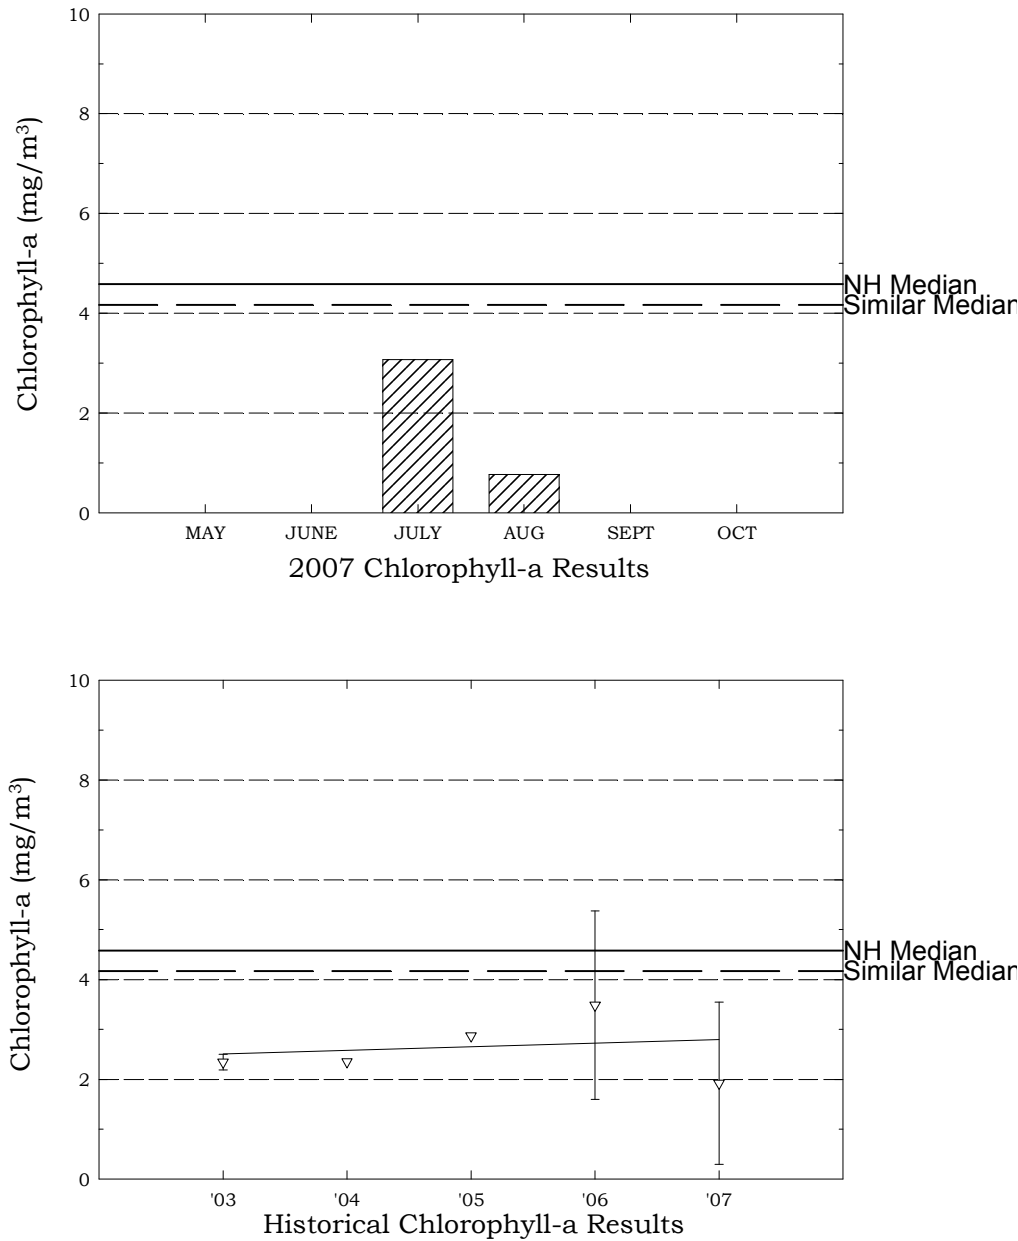 10
8
6
4
2
0
Chlorophyll-a (mg/m³)
NH Median
Similar Median
MAY JUNE JULY AUG SEPT OCT
2007 Chlorophyll-a Results
10
8
6
4
2
0
Chlorophyll-a (mg/m³)
NH Median
Similar Median
'03 '04 '05 '06 '07
Historical Chlorophyll-a Results